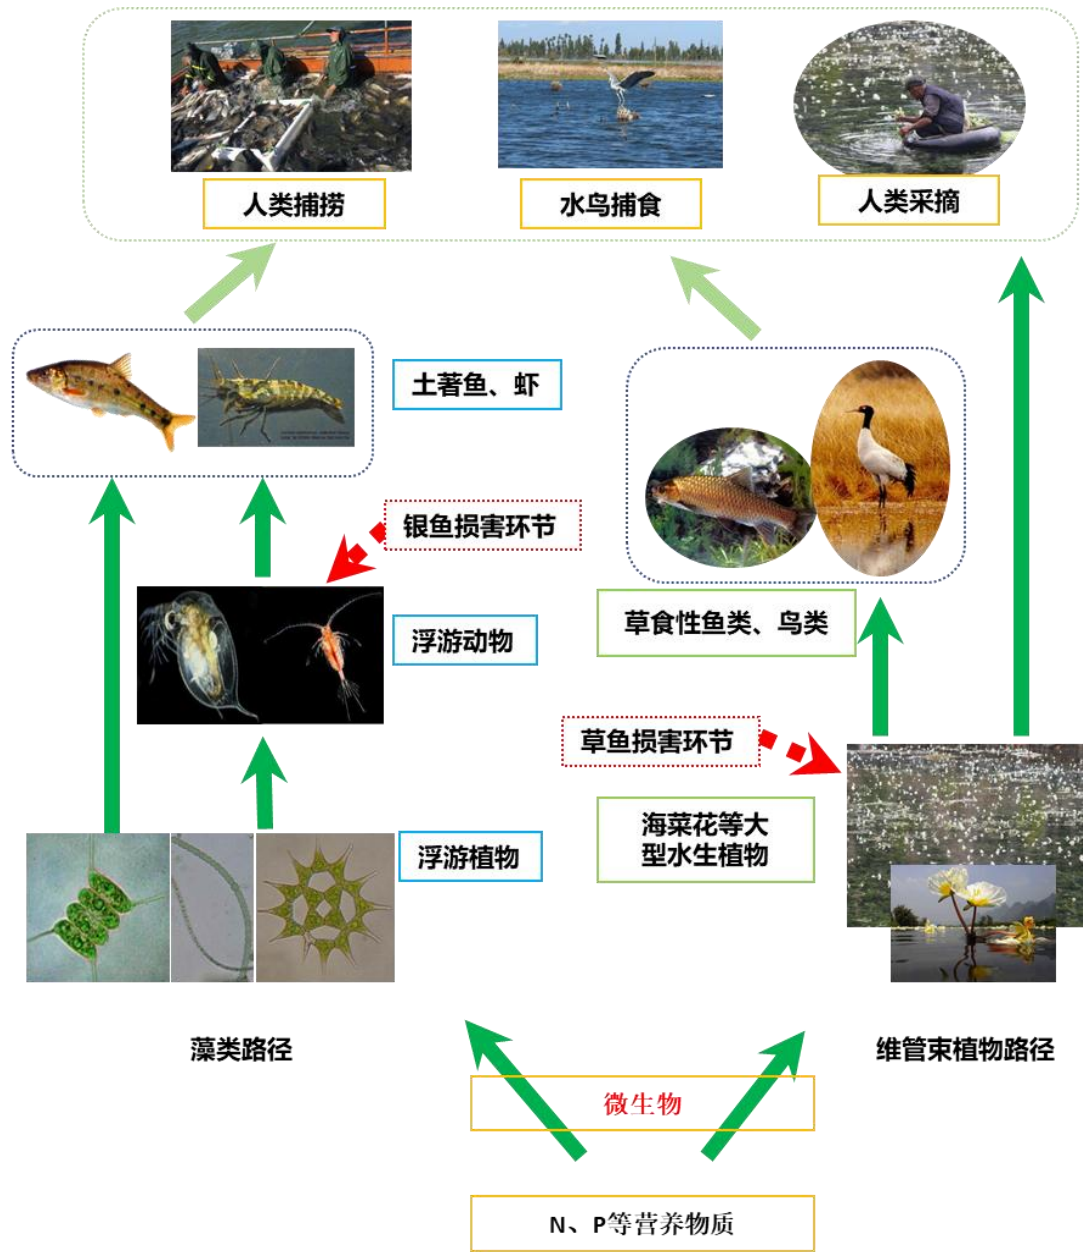 人类捕捞
水鸟捕食
人类采摘
土著鱼、虾
银鱼损害环节
浮游动物
草食性鱼类、鸟类
草鱼损害环节
海菜花等大
型水生植物
浮游植物
藻类路径
维管束植物路径
微生物
N、P等营养物质